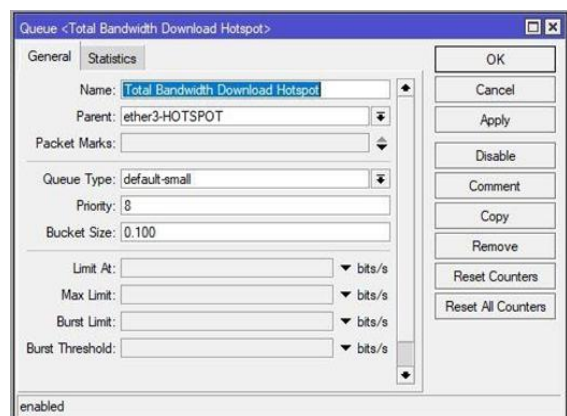 Queue <Total Bandwidth Download Hotspot>
General Statistics
Name: Total Bandwidth Download Hotspot
Parent: ether3-HOTSPOT
Packet Marks:
Queue Type: default-small
Priority: 8
Bucket Size: 0.100
Limit At: bits/s
Max Limit: bits/s
Burst Limit: bits/s
Burst Threshold: bits/s
OK
Cancel
Apply
Disable
Comment
Copy
Remove
Reset Counters
Reset All Counters
enabled